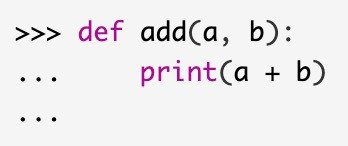 >>> def add(a, b):
...     print(a + b)
...